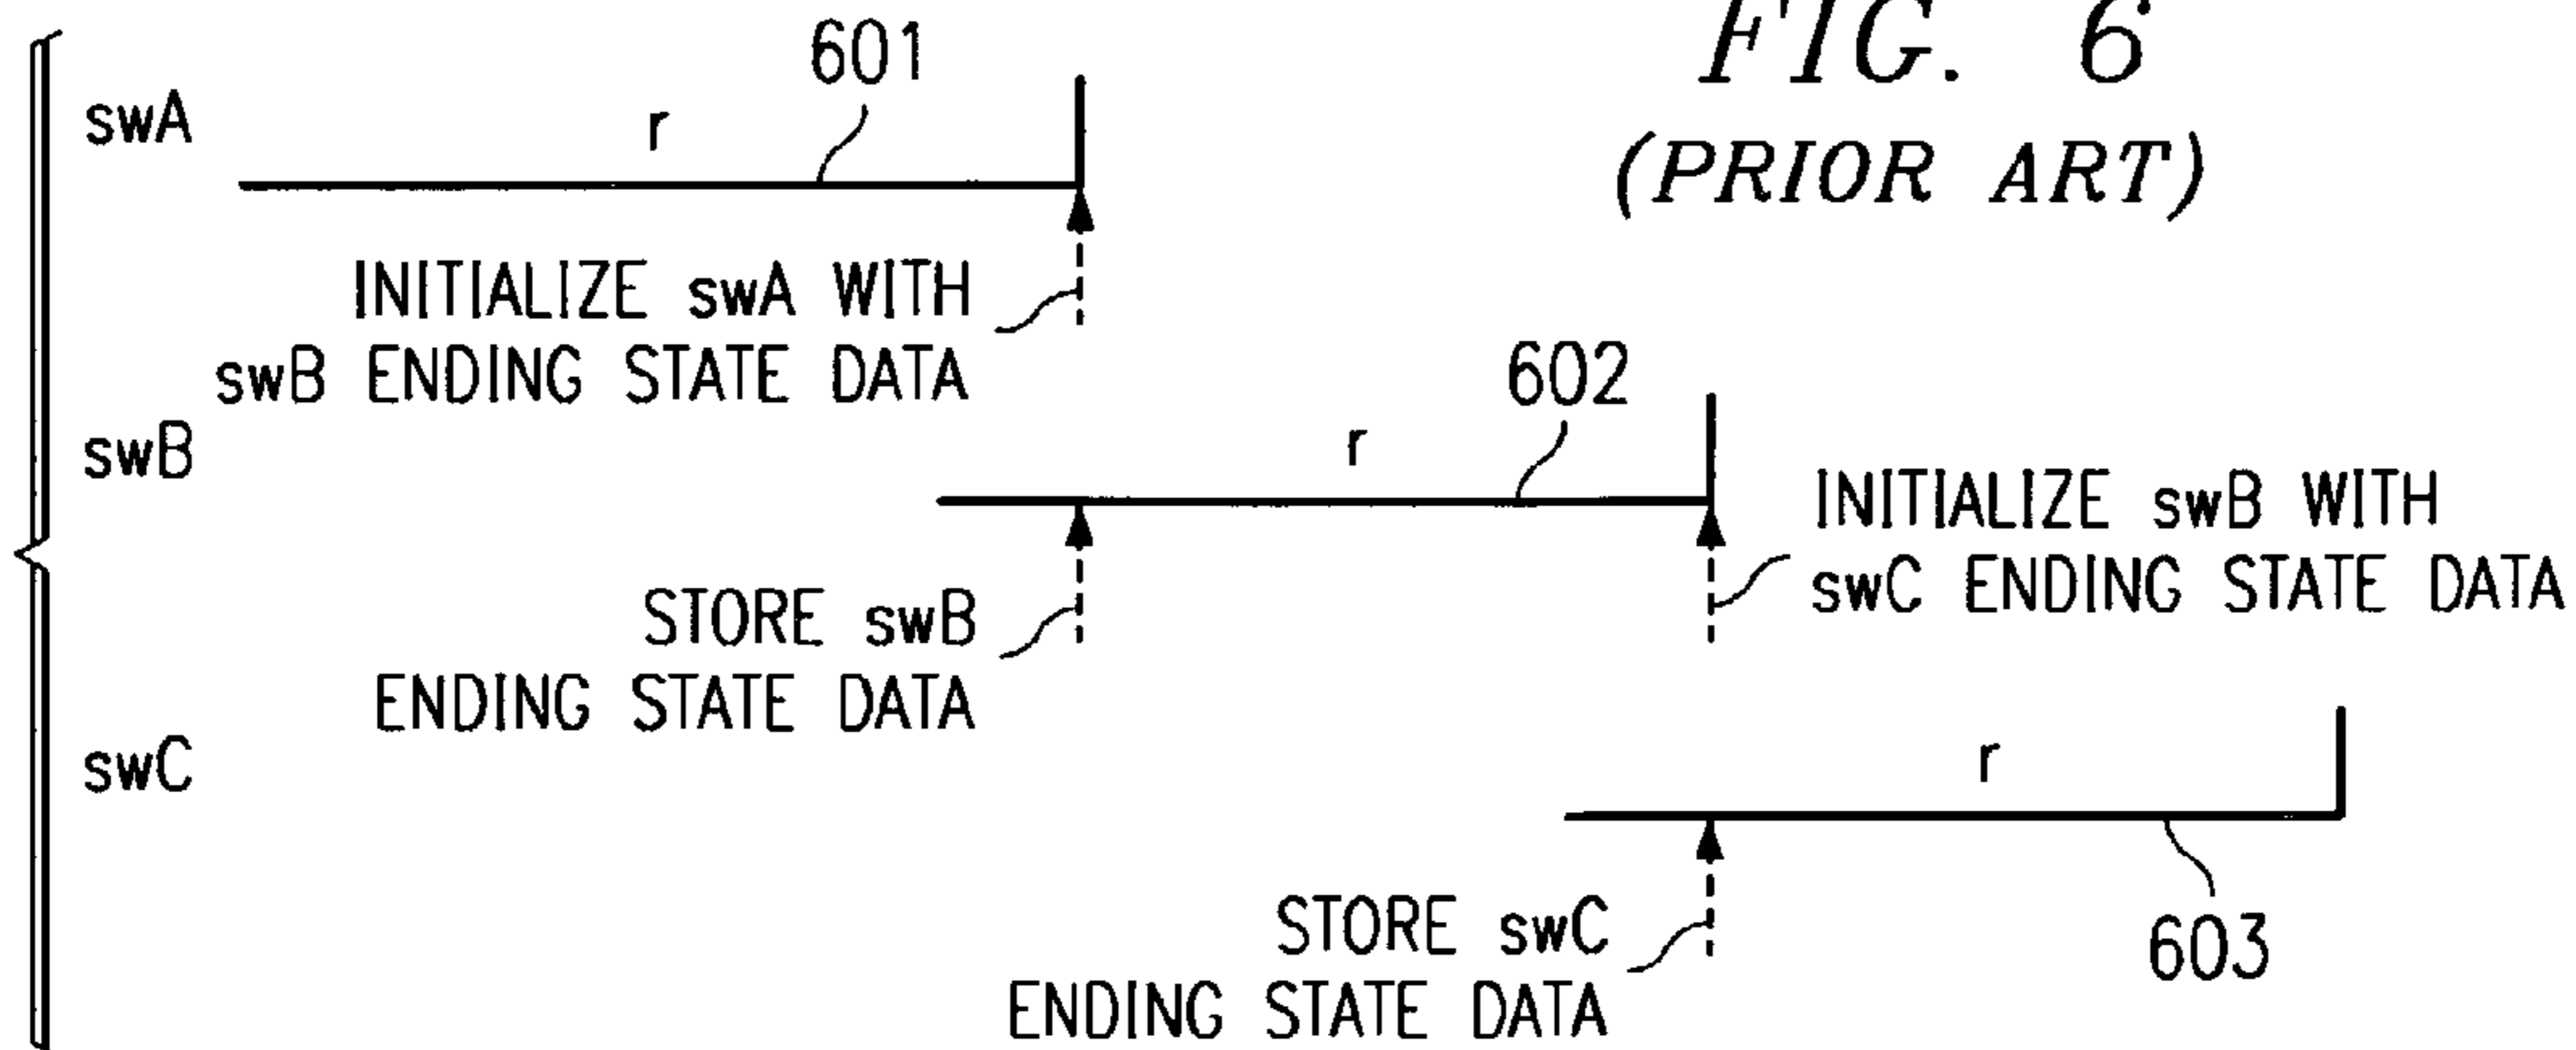 FIG. 6
(PRIOR ART)
601
swA
r
INITIALIZE swA WITH
swB ENDING STATE DATA
602
swB
r
INITIALIZE swB WITH
swC ENDING STATE DATA
STORE swB
ENDING STATE DATA
swC
r
STORE swC
ENDING STATE DATA
603